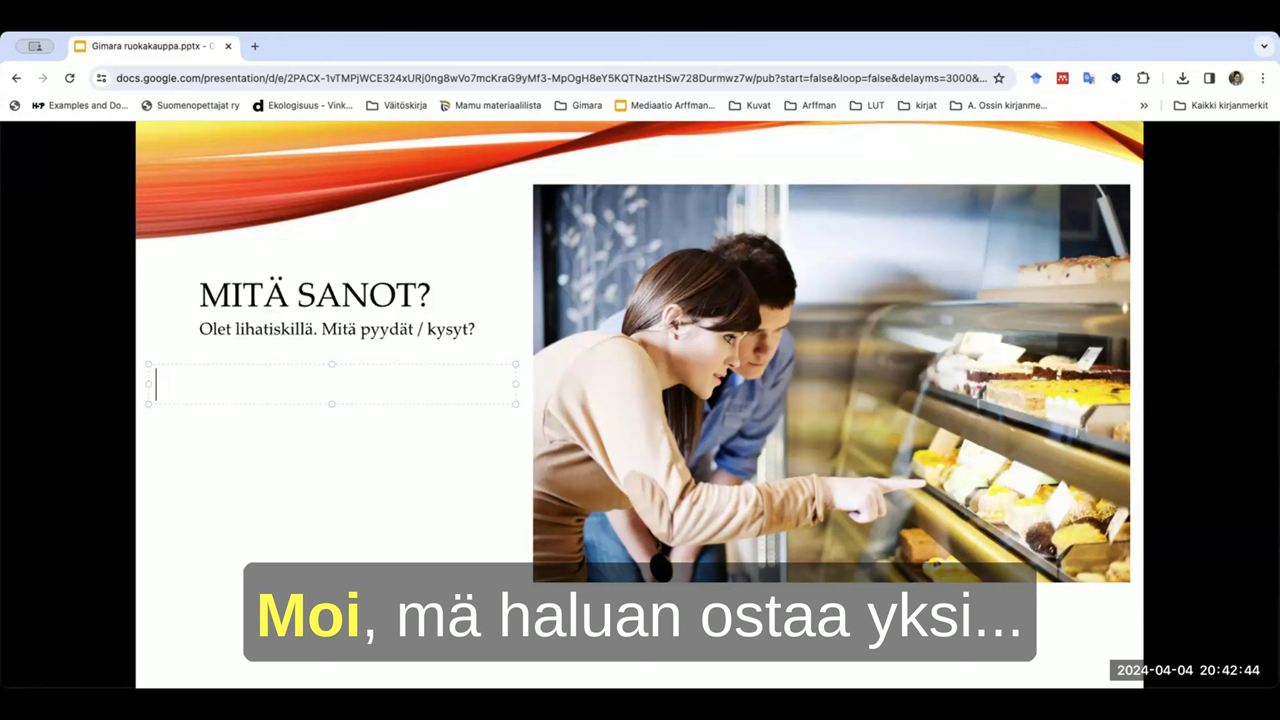 Gimara ruokakauppa.pptx - G
docs.google.com/presentation/d/e/2PACX-1vTMPjWCE324xURj0ng8wVo7mcKraG9yMf3-MpOgH8eY5KQTNaztHSw728Durmwz7w/pub?start=false&loop=false&delayms=3000&...
Examples and Do... Suomenopettajat ry Ekologisuus - Vink... Väitöskirja Mamu materiaalilista Gimara Mediaatio Arffman... Kuvat Arffman LUT kirjat A. Ossin kirjanme... » Kaikki kirjanmerkit
MITÄ SANOT?
Olet lihatiskillä. Mitä pyydät / kysyt?
Moi, mä haluan ostaa yksi...
2024-04-04 20:42:44